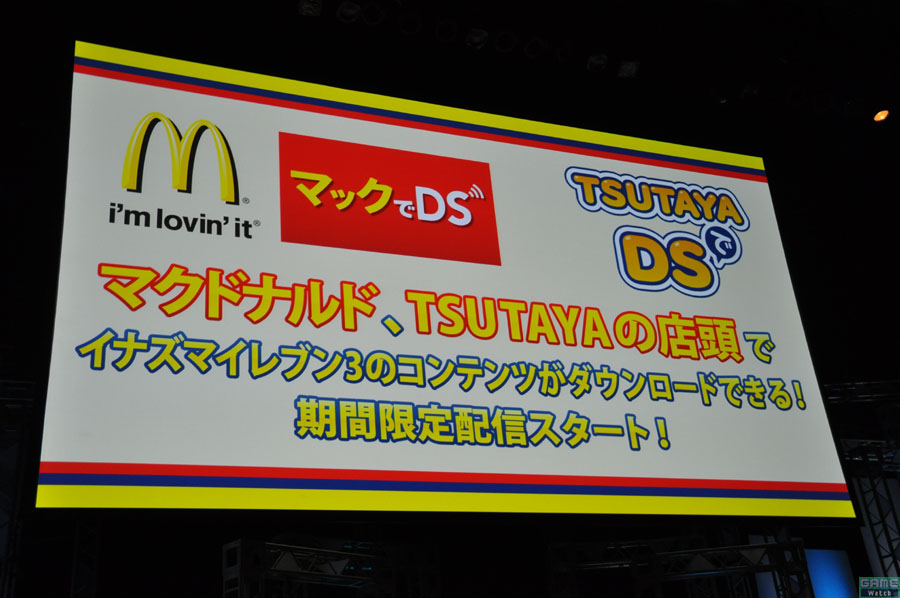 M®
i'm lovin' it®
マックでDS
TSUTAYA
で
DS
マクドナルド、TSUTAYAの店頭で
イナズマイレブン3のコンテンツがダウンロードできる!
期間限定配信スタート!
GAME
Watch